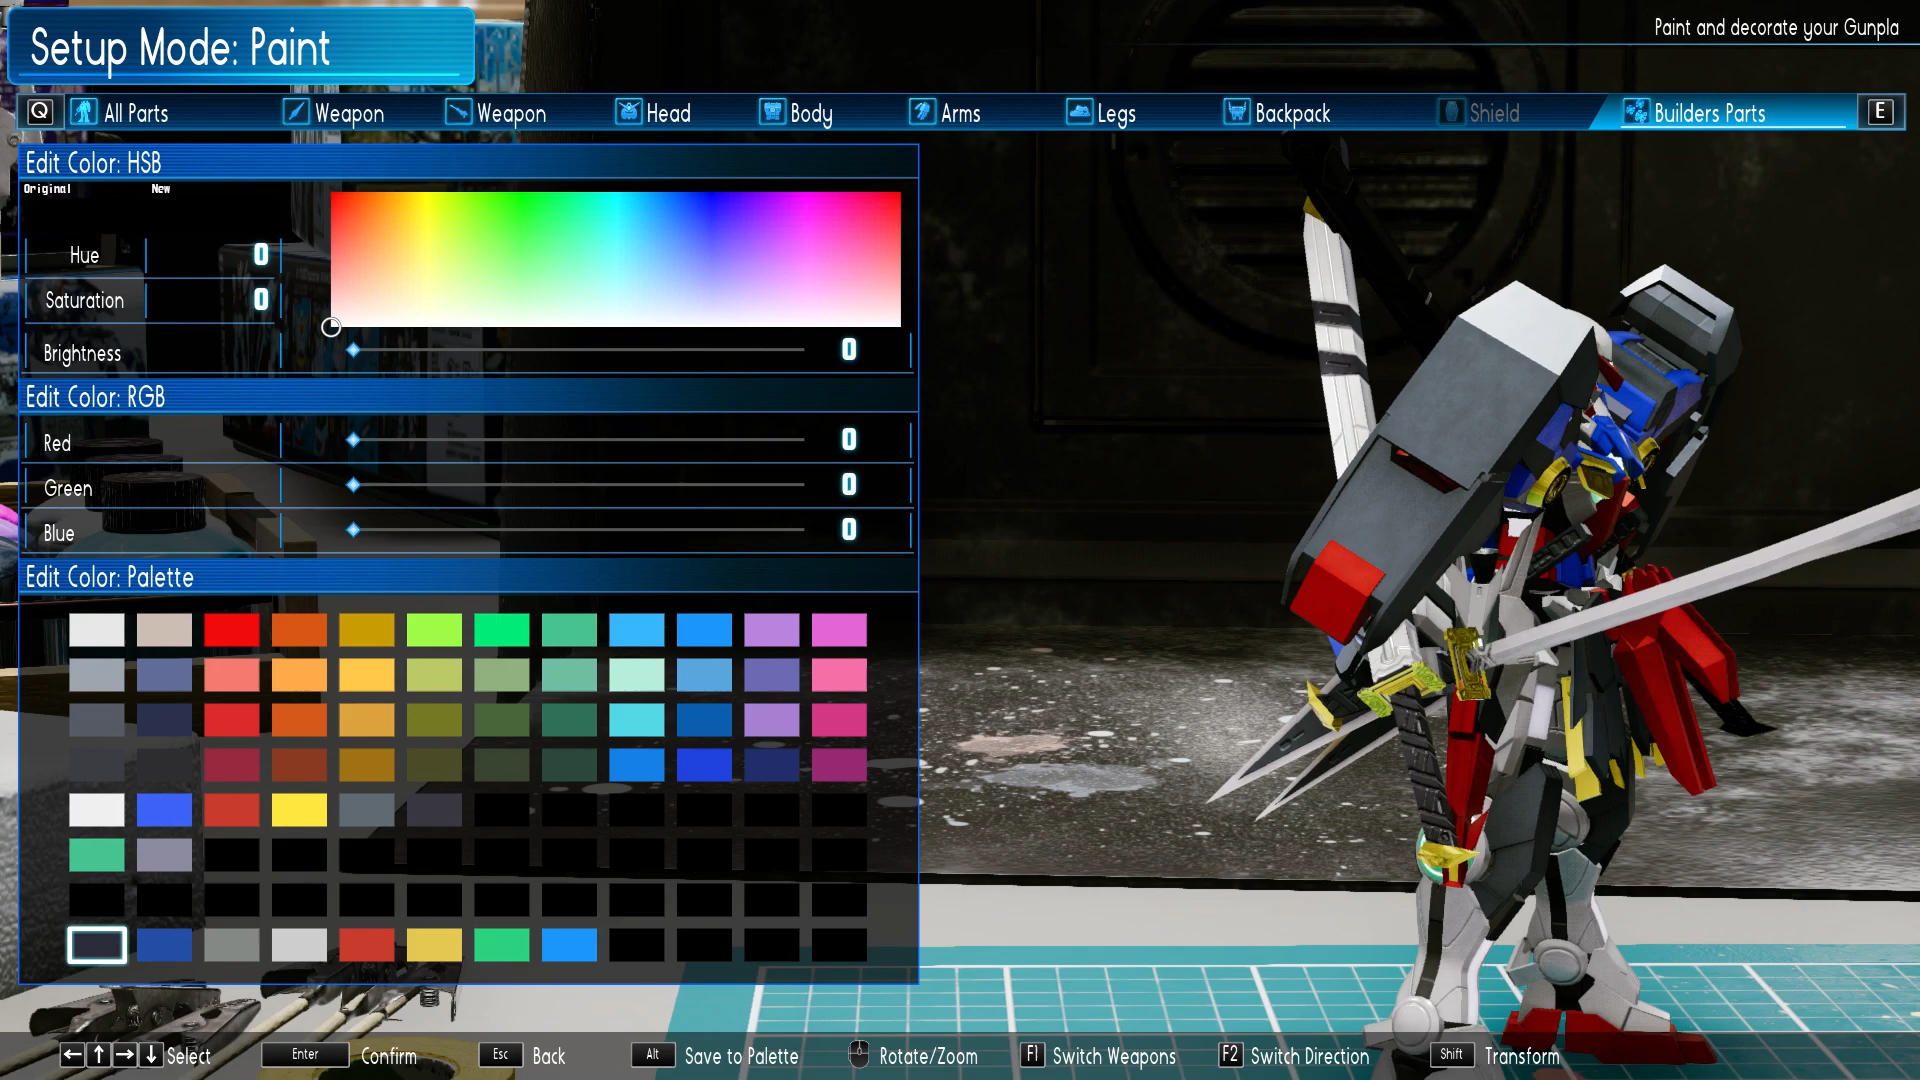 Setup Mode: Paint
Paint and decorate your Gunpla
Q All Parts Weapon Weapon Head Body Arms Legs Backpack Shield Builders Parts E
Edit Color: HSB
Original New
Hue 0
Saturation 0
Brightness 0
Edit Color: RGB
Red 0
Green 0
Blue 0
Edit Color: Palette
← ↑ → ↓ Select Enter Confirm Esc Back Alt Save to Palette Rotate/Zoom F1 Switch Weapons F2 Switch Direction Shift Transform